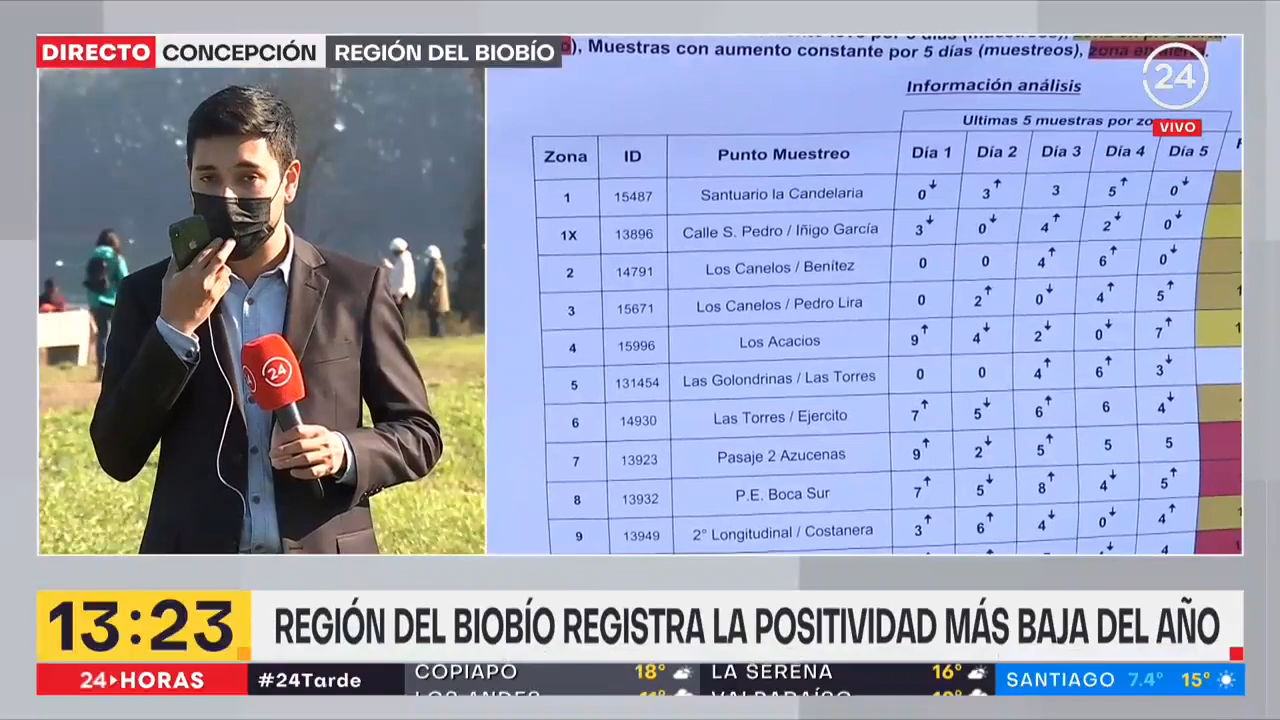 DIRECTO CONCEPCIÓN REGIÓN DEL BIOBÍO
), Muestras con aumento constante por 5 días (muestreos),
24
VIVO
Información análisis
Ultimas 5 muestras por
Zona ID Punto Muestreo Día 1 Día 2 Día 3 Día 4 Día 5
1 15487 Santuario la Candelaria 0↓ 3↑ 3 5↑ 0↓
1X 13896 Calle S. Pedro / Iñigo García 3↓ 0↓ 4↑ 2↓ 0↓
2 14791 Los Canelos / Benítez 0 0 4↑ 6↑ 0↓
3 15671 Los Canelos / Pedro Lira 0 2↑ 0↓ 4↑ 5↑
4 15996 Los Acacios 9↑ 4↓ 2↓ 0↓ 7↑
5 131454 Las Golondrinas / Las Torres 0 0 4↑ 6↑ 3↓
6 14930 Las Torres / Ejercito 7↑ 5↓ 6↑ 6 4↓
7 13923 Pasaje 2 Azucenas 9↑ 2↓ 5↑ 5 5
8 13932 P.E. Boca Sur 7↑ 5↓ 8↑ 4↓ 5↑
9 13949 2° Longitudinal / Costanera 3↑ 6↑ 4↓ 0↓ 4↑
24
13:23 REGIÓN DEL BIOBÍO REGISTRA LA POSITIVIDAD MÁS BAJA DEL AÑO
24 HORAS #24Tarde COPIAPO 18° LA SERENA 16° SANTIAGO 7.4° 15°
LOS ANDES VALPARAÍSO